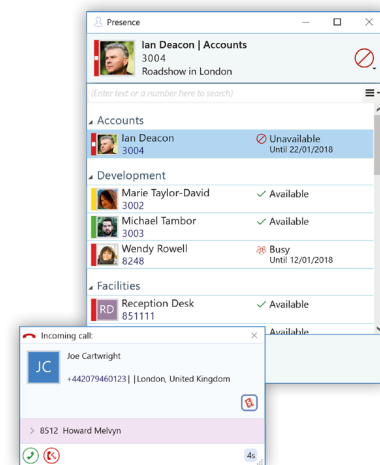 Presence
Ian Deacon | Accounts
3004
Roadshow in London
(Enter text or a number here to search)
Accounts
Ian Deacon
Unavailable
3004
Until 22/01/2018
Development
Marie Taylor-David
Available
3002
Michael Tambor
Available
3003
Wendy Rowell
Busy
8248
Until 12/01/2018
Facilities
RD
Reception Desk
Available
851111
Available
Incoming call:
JC
Joe Cartwright
+442079460123| |London, United Kingdom
8512 Howard Melvyn
4s